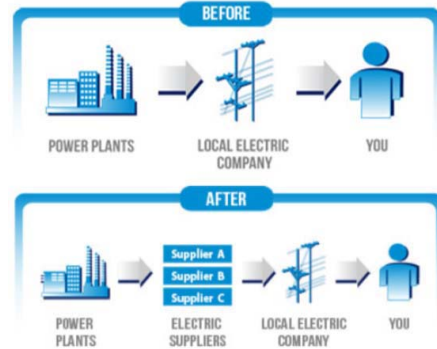 BEFORE
POWER PLANTS
LOCAL ELECTRIC
COMPANY
YOU
AFTER
Supplier A
Supplier B
Supplier C
POWER
PLANTS
ELECTRIC
SUPPLIERS
LOCAL ELECTRIC
COMPANY
YOU